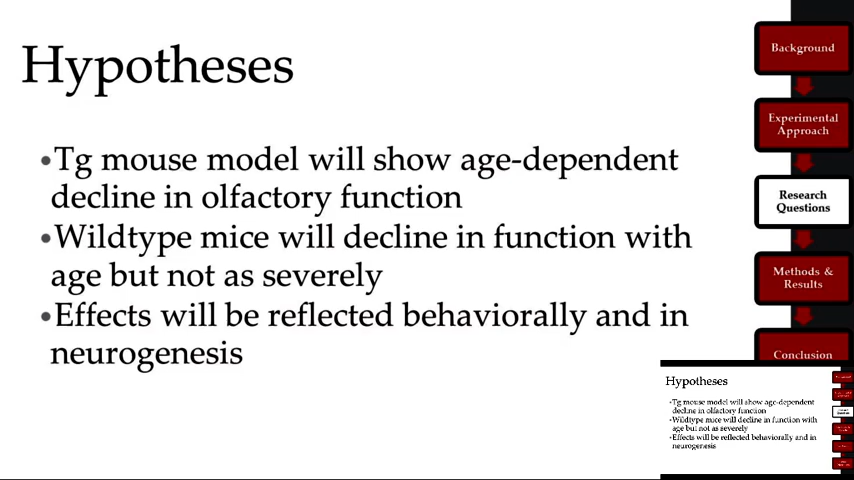 Hypotheses
•Tg mouse model will show age-dependent
decline in olfactory function
•Wildtype mice will decline in function with
age but not as severely
•Effects will be reflected behaviorally and in
neurogenesis
Background
Experimental
Approach
Research
Questions
Methods &
Results
Conclusion
Hypotheses
•Tg mouse model will show age-dependent
decline in olfactory function
•Wildtype mice will decline in function with
age but not as severely
•Effects will be reflected behaviorally and in
neurogenesis